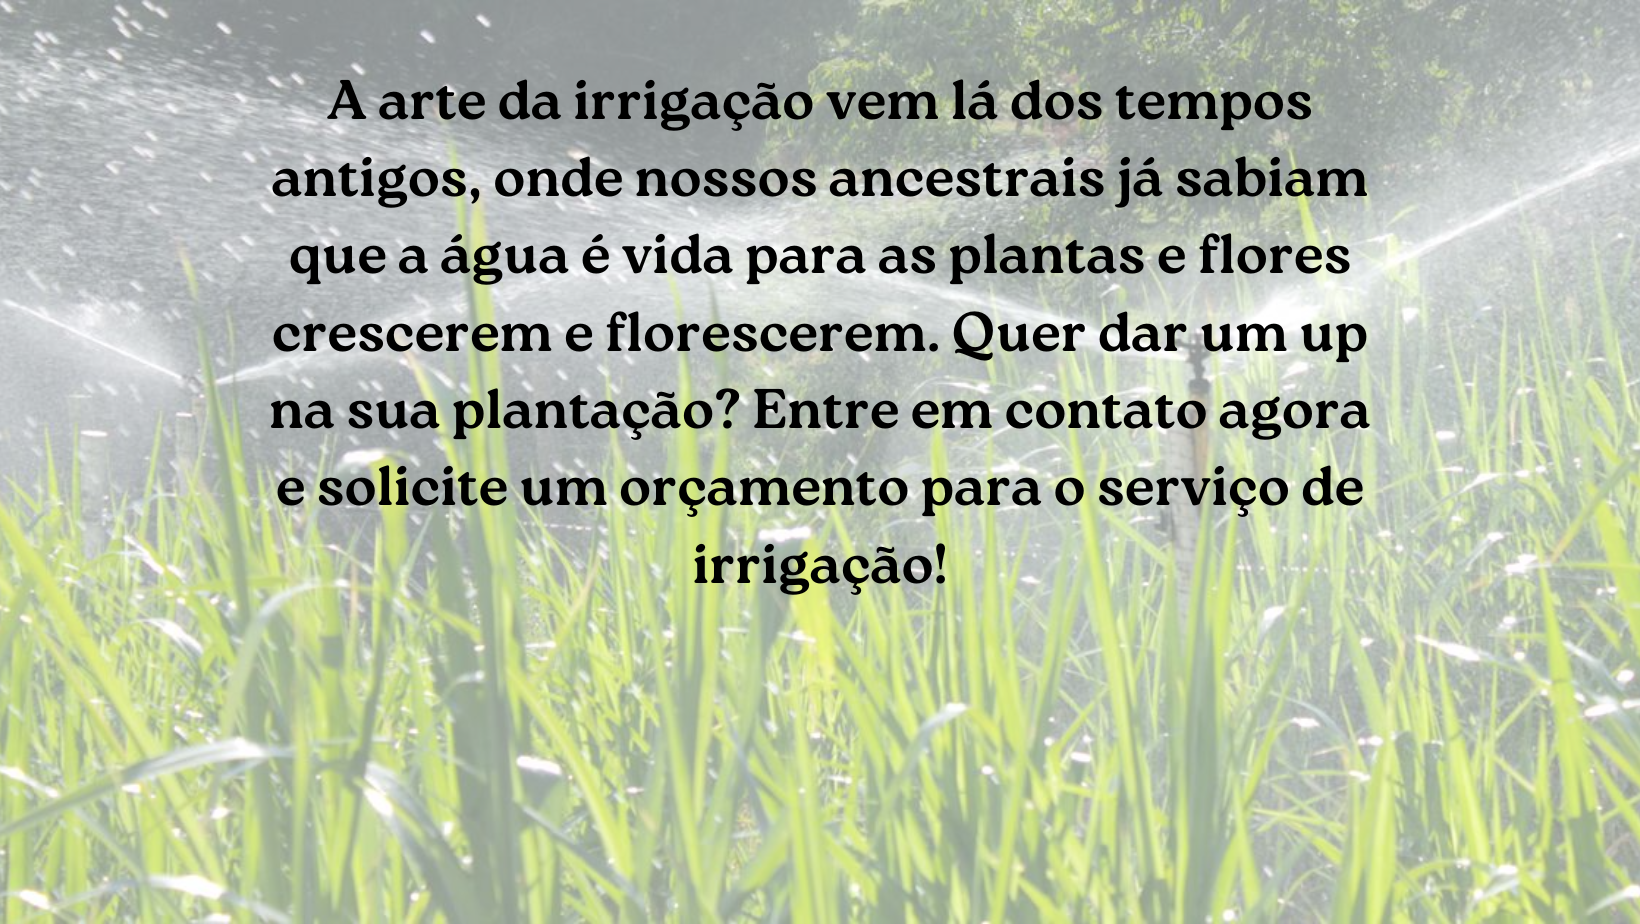 A arte da irrigação vem lá dos tempos
antigos, onde nossos ancestrais já sabiam
que a água é vida para as plantas e flores
crescerem e florescerem. Quer dar um up
na sua plantação? Entre em contato agora
e solicite um orçamento para o serviço de
irrigação!